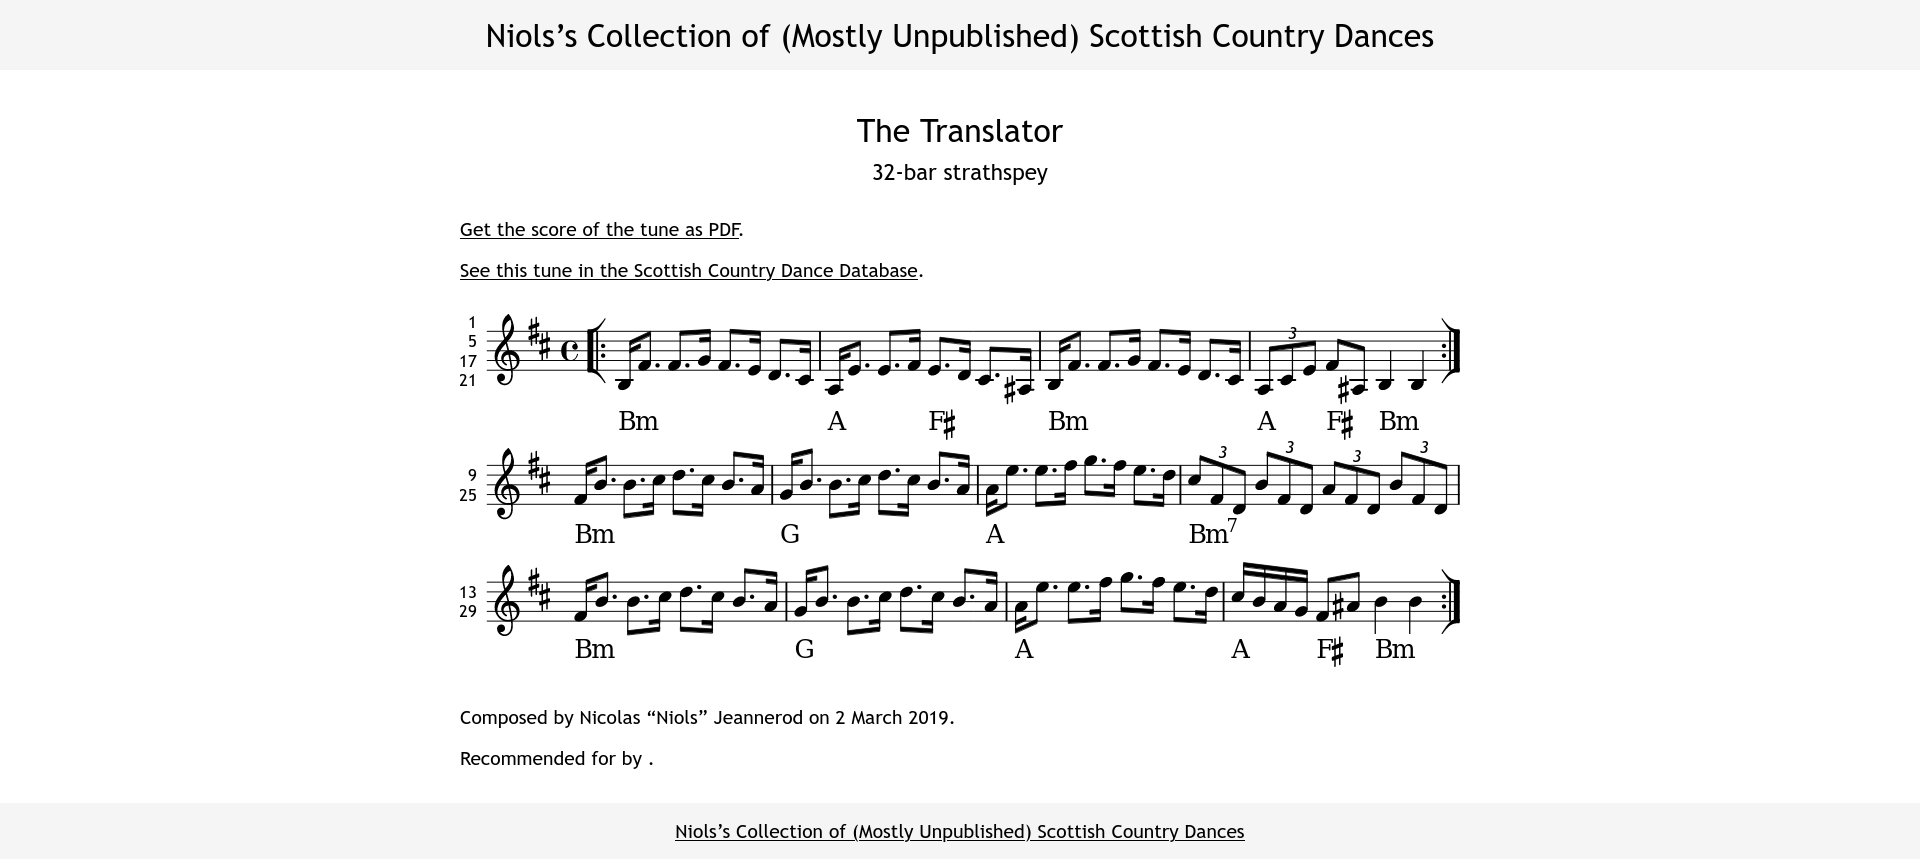 Niols’s Collection of (Mostly Unpublished) Scottish Country Dances
The Translator
32-bar strathspey
Get the score of the tune as PDF.
See this tune in the Scottish Country Dance Database.
1
5
17
21
3
Bm A F♯ Bm A F♯ Bm
9
25
3 3 3 3
Bm G A Bm7
13
29
Bm G A A F♯ Bm
Composed by Nicolas “Niols” Jeannerod on 2 March 2019.
Recommended for by .
Niols’s Collection of (Mostly Unpublished) Scottish Country Dances